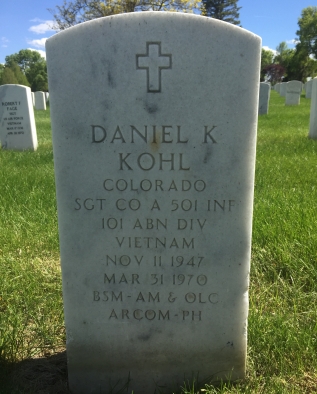 DANIEL K
KOHL
COLORADO
SGT CO A 501 INF
101 ABN DIV
VIETNAM
NOV 11 1947
MAR 31 1970
BSM-AM & OLC
ARCOM-PH